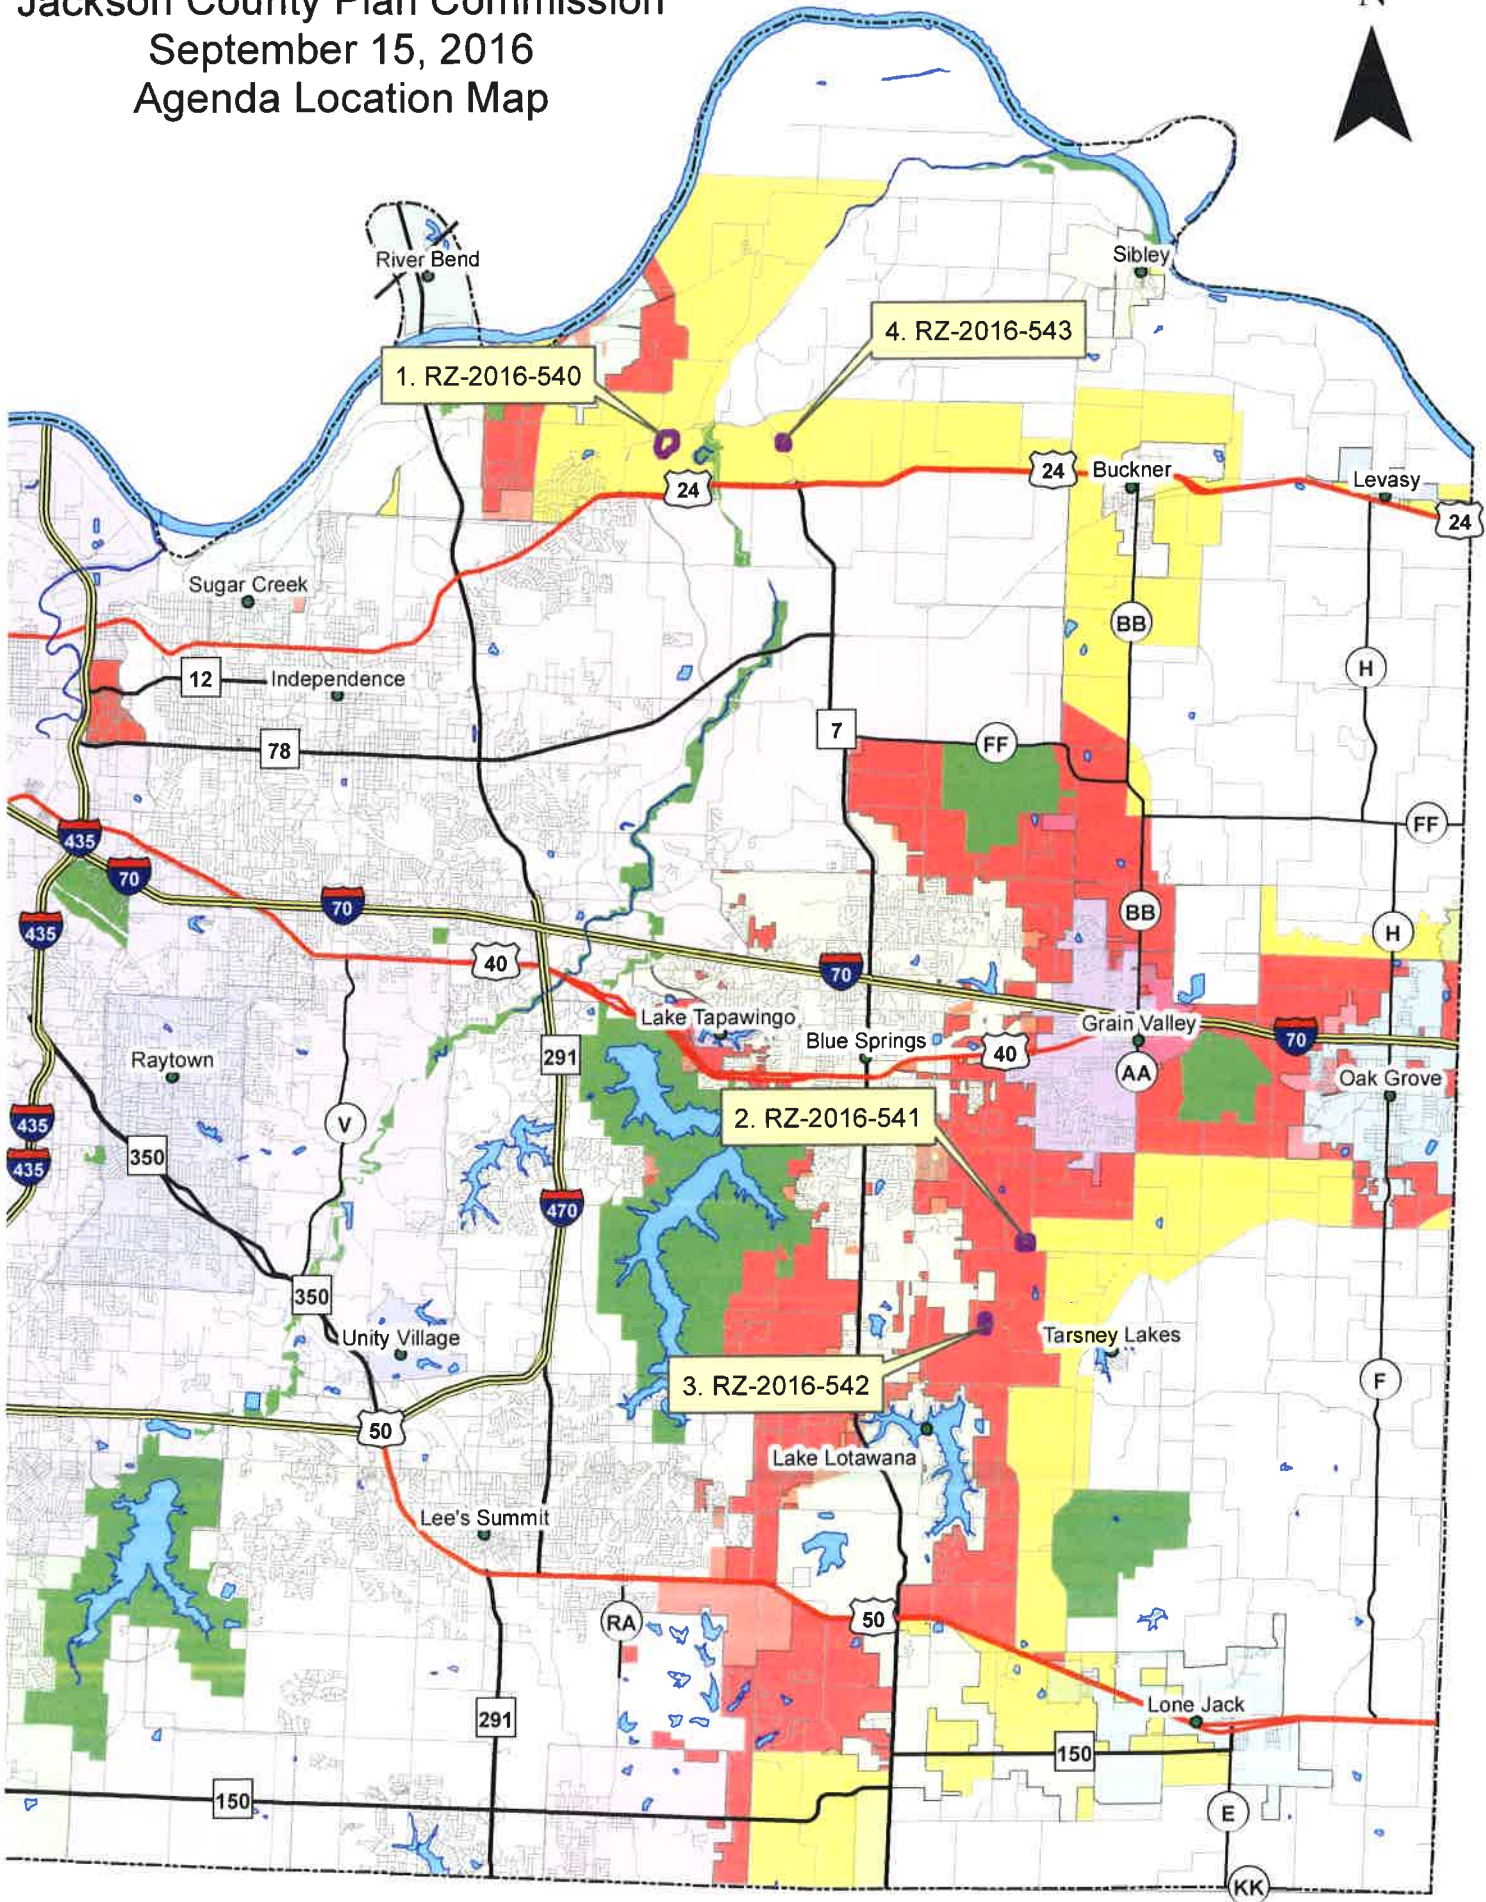 Jackson County Plan Commission
September 15, 2016
Agenda Location Map
N
River Bend
Sibley
4. RZ-2016-543
1. RZ-2016-540
24
24
Buckner
Levasy
24
Sugar Creek
BB
12
Independence
H
7
78
FF
435
FF
70
70
BB
435
H
40
70
Lake Tapawingo
Grain Valley
Blue Springs
70
291
40
Raytown
AA
Oak Grove
2. RZ-2016-541
435
V
350
435
470
350
Unity Village
Tarsney Lakes
3. RZ-2016-542
F
50
Lake Lotawana
Lee's Summit
RA
50
Lone Jack
291
150
150
E
KK